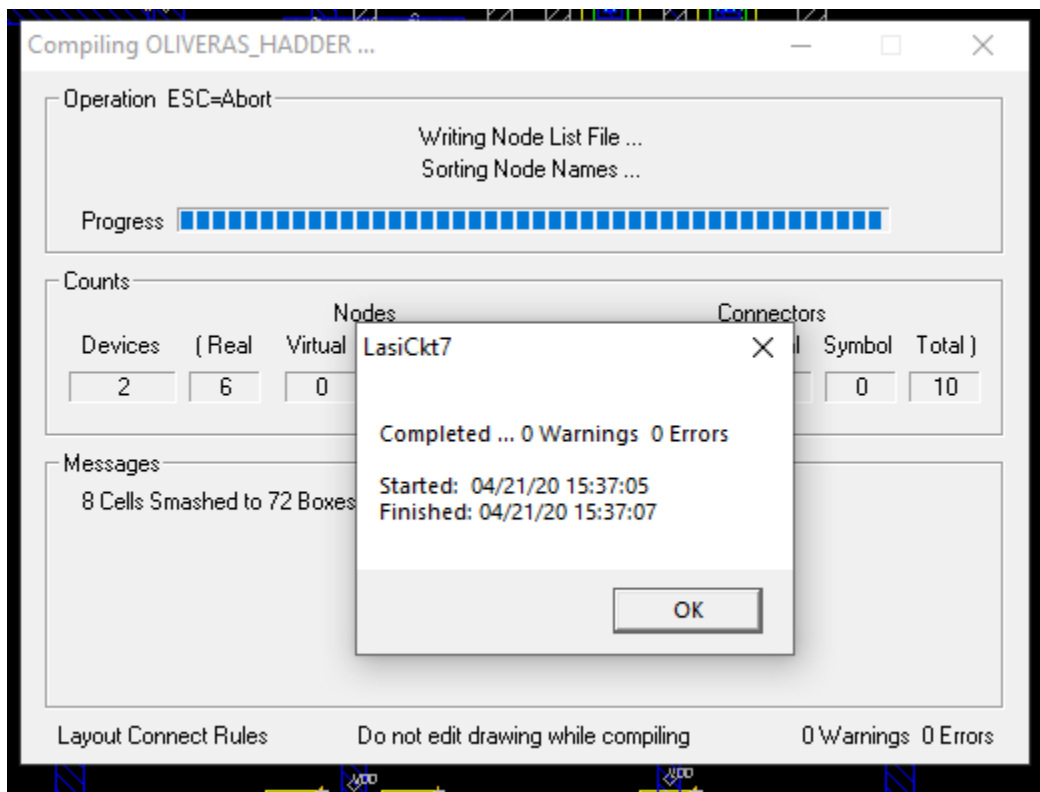 Compiling OLIVERAS_HADDER ...
Operation ESC=Abort
Writing Node List File ...
Sorting Node Names ...
Progress
Counts
Nodes
Connectors
Devices ( Real Virtual Symbol Total )
2 6 0 0 10
LasiCkt7
Completed ... 0 Warnings 0 Errors
Started: 04/21/20 15:37:05
Finished: 04/21/20 15:37:07
OK
Messages
8 Cells Smashed to 72 Boxes
Layout Connect Rules Do not edit drawing while compiling 0 Warnings 0 Errors
VDD VDD